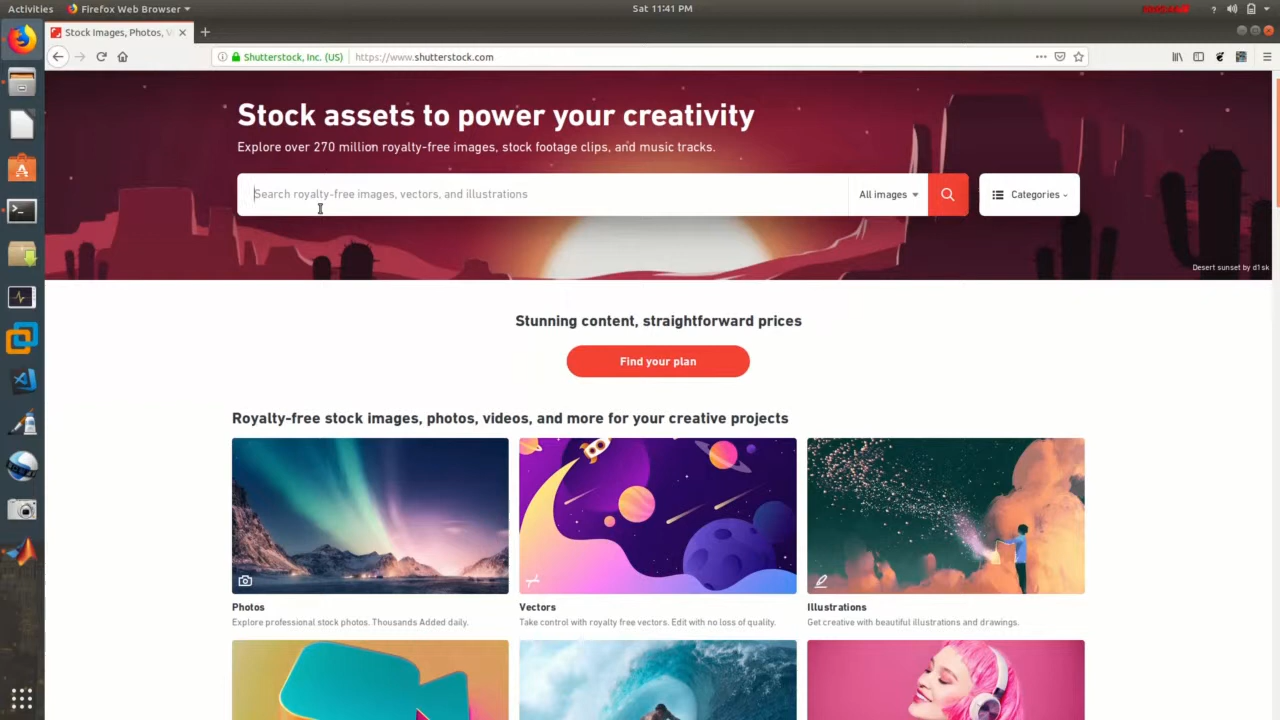 Activities
Firefox Web Browser
Sat 11:41 PM
?
Stock Images, Photos, V
Shutterstock, Inc. (US)
https://www.shutterstock.com
Stock assets to power your creativity
Explore over 270 million royalty-free images, stock footage clips, and music tracks.
Search royalty-free images, vectors, and illustrations
All images
Categories
Desert sunset by d1sk
Stunning content, straightforward prices
Find your plan
Royalty-free stock images, photos, videos, and more for your creative projects
Photos
Explore professional stock photos. Thousands Added daily.
Vectors
Take control with royalty free vectors. Edit with no loss of quality.
Illustrations
Get creative with beautiful illustrations and drawings.